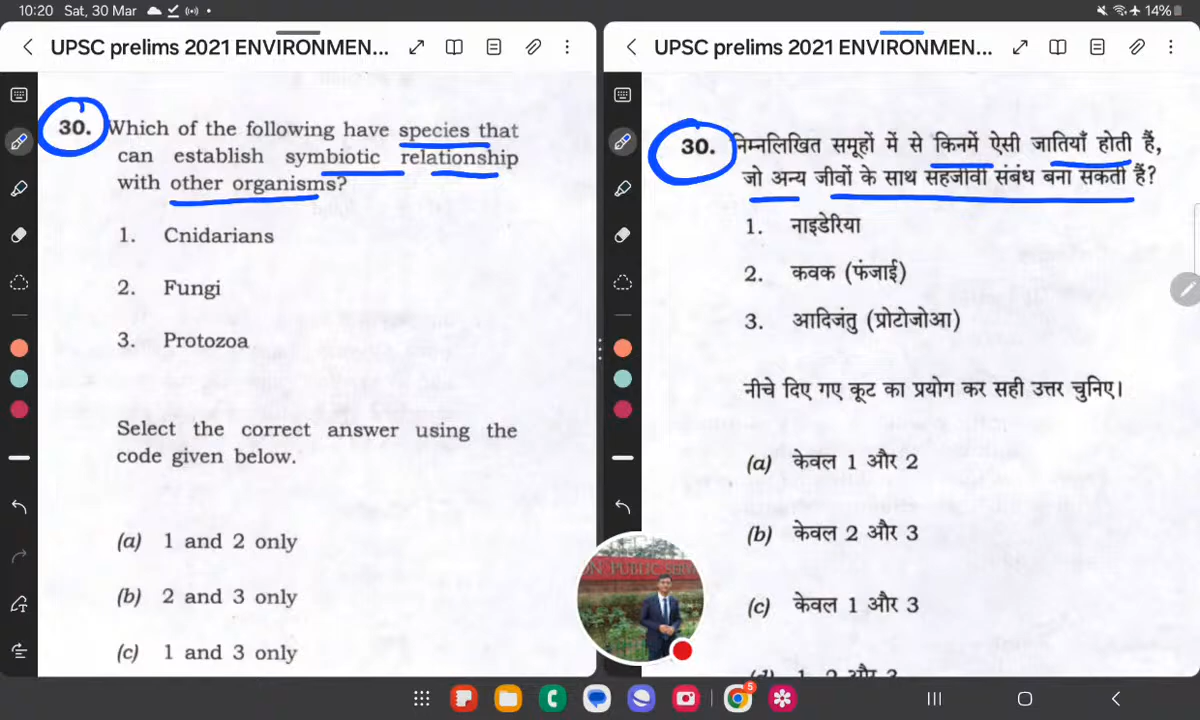 10:20 Sat, 30 Mar
14%
UPSC prelims 2021 ENVIRONMEN...
30. Which of the following have species that
can establish symbiotic relationship
with other organisms?
1. Cnidarians
2. Fungi
3. Protozoa
Select the correct answer using the
code given below.
(a) 1 and 2 only
(b) 2 and 3 only
(c) 1 and 3 only
UPSC prelims 2021 ENVIRONMEN...
30. निम्नलिखित समूहों में से किनमें ऐसी जातियाँ होती हैं,
जो अन्य जीवों के साथ सहजीवी संबंध बना सकती हैं?
1. नाइडेरिया
2. कवक (फंजाई)
3. आदिजंतु (प्रोटोजोआ)
नीचे दिए गए कूट का प्रयोग कर सही उत्तर चुनिए।
(a) केवल 1 और 2
(b) केवल 2 और 3
(c) केवल 1 और 3
PUBLIC
5